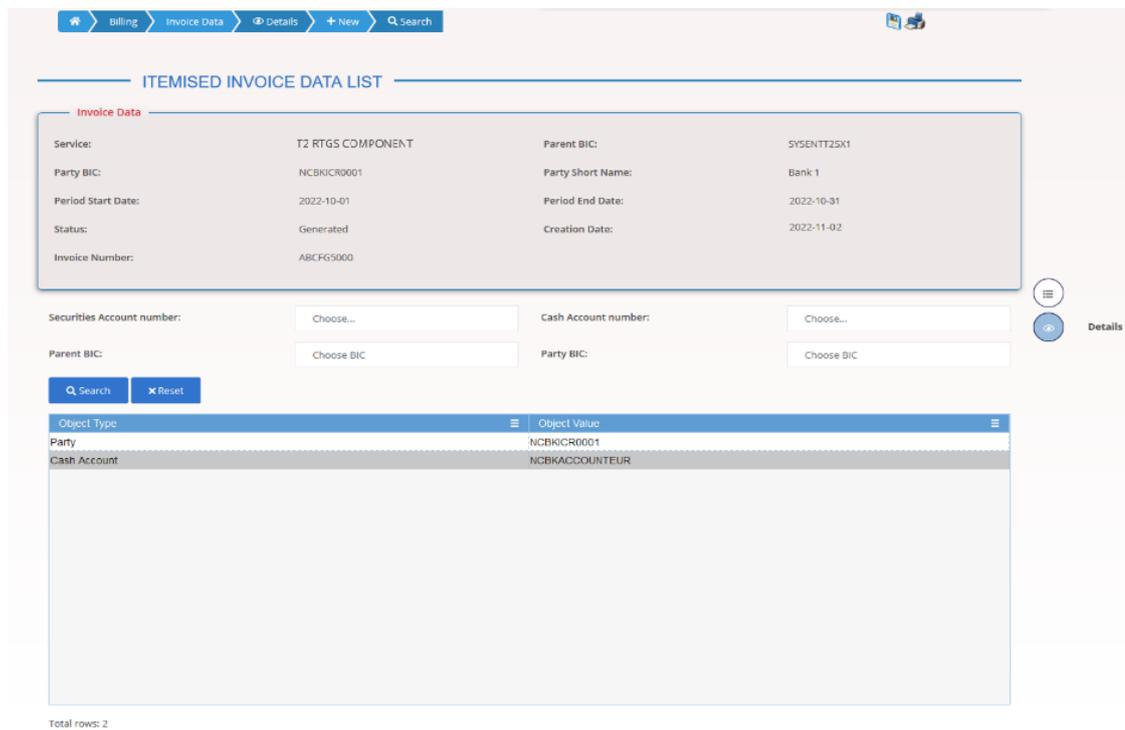 Billing Invoice Data Details New Search
ITEMISED INVOICE DATA LIST
Invoice Data
Service: T2 RTGS COMPONENT Parent BIC: SYSENTT2SX1
Party BIC: NCBKICR0001 Party Short Name: Bank 1
Period Start Date: 2022-10-01 Period End Date: 2022-10-31
Status: Generated Creation Date: 2022-11-02
Invoice Number: ABCFG5000
Securities Account number: Choose... Cash Account number: Choose...
Details
Parent BIC: Choose BIC Party BIC: Choose BIC
Search Reset
Object Type Object Value
Party NCBKICR0001
Cash Account NCBKACCOUNTEUR
Total rows: 2